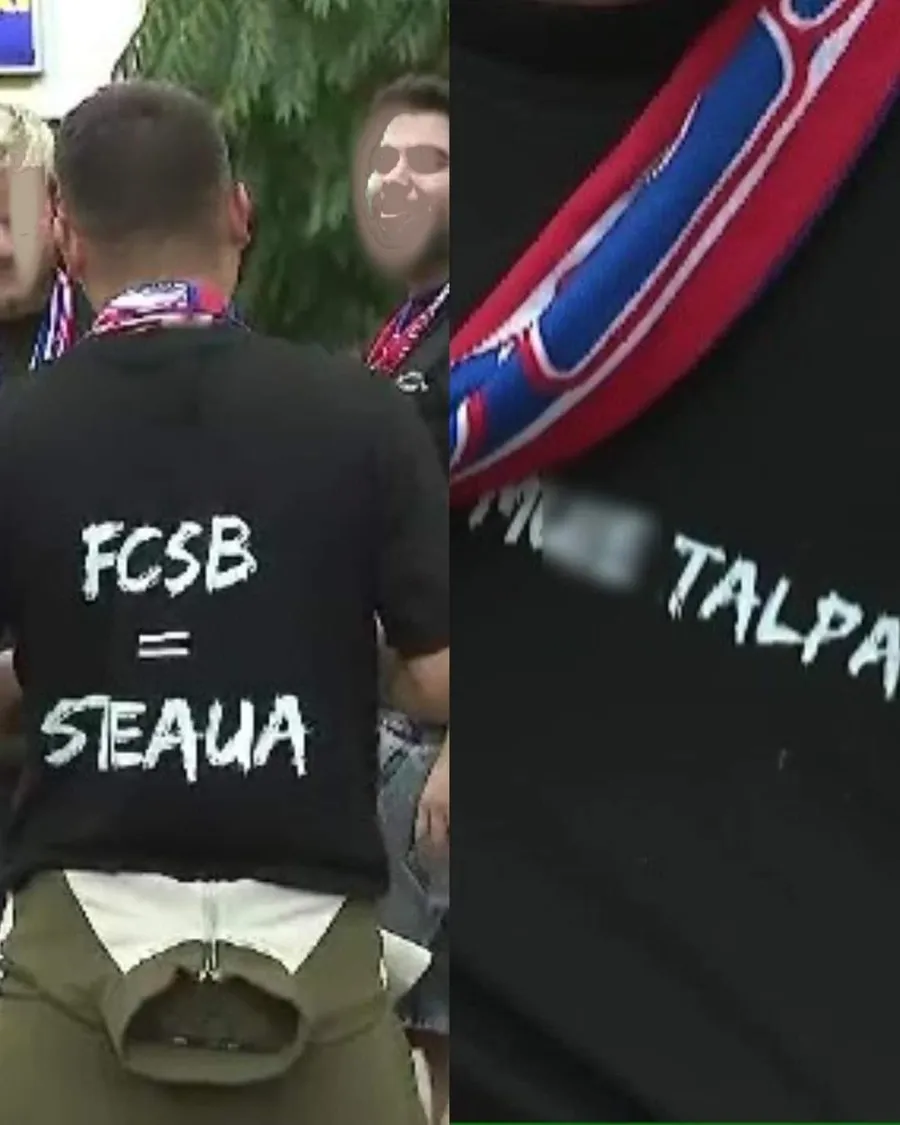 FCSB
=
STEAUA
TALPA